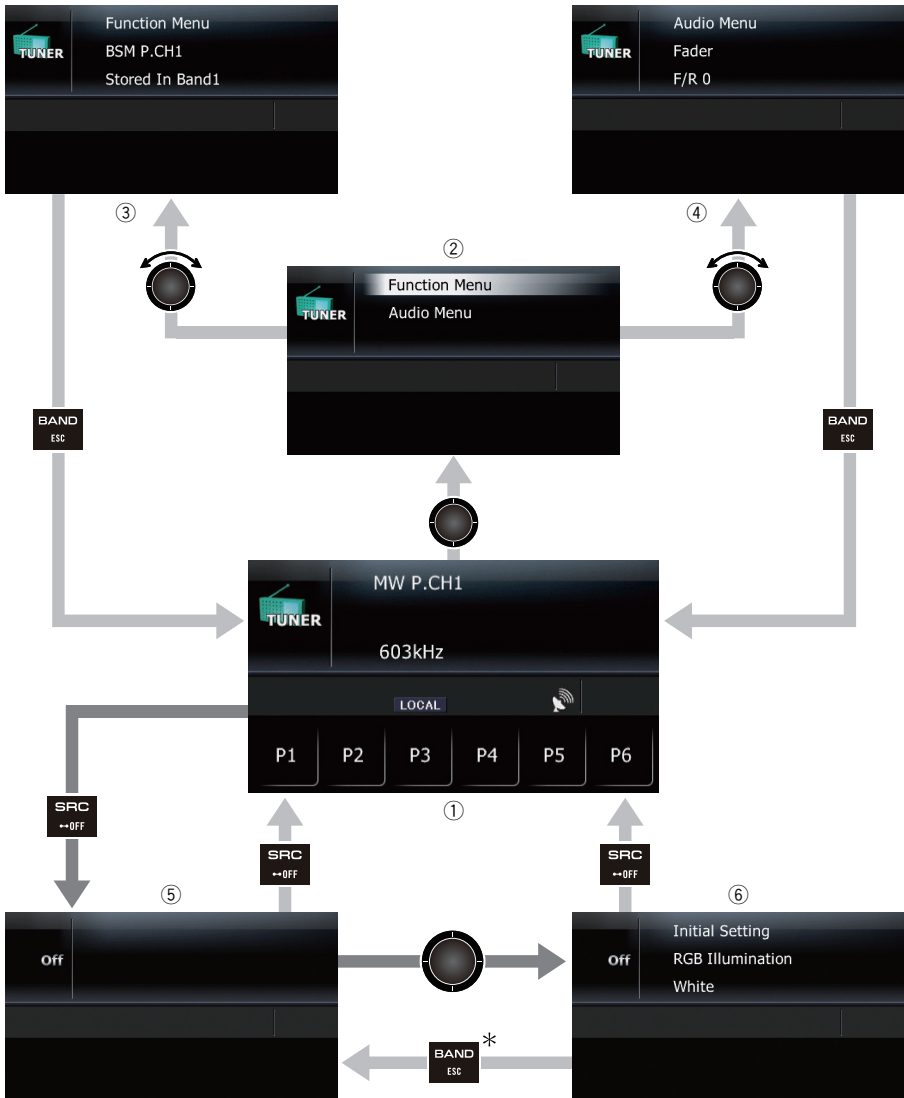 Function Menu
TUNER
BSM P.CH1
Stored In Band1
Audio Menu
TUNER
Fader
F/R 0
③
④
②
Function Menu
TUNER
Audio Menu
BAND
ESC
BAND
ESC
MW P.CH1
TUNER
603kHz
LOCAL
P1 P2 P3 P4 P5 P6
①
SRC
OFF
SRC
OFF
SRC
OFF
⑤
⑥
Off
Initial Setting
Off
RGB Illumination
White
BAND *
ESC